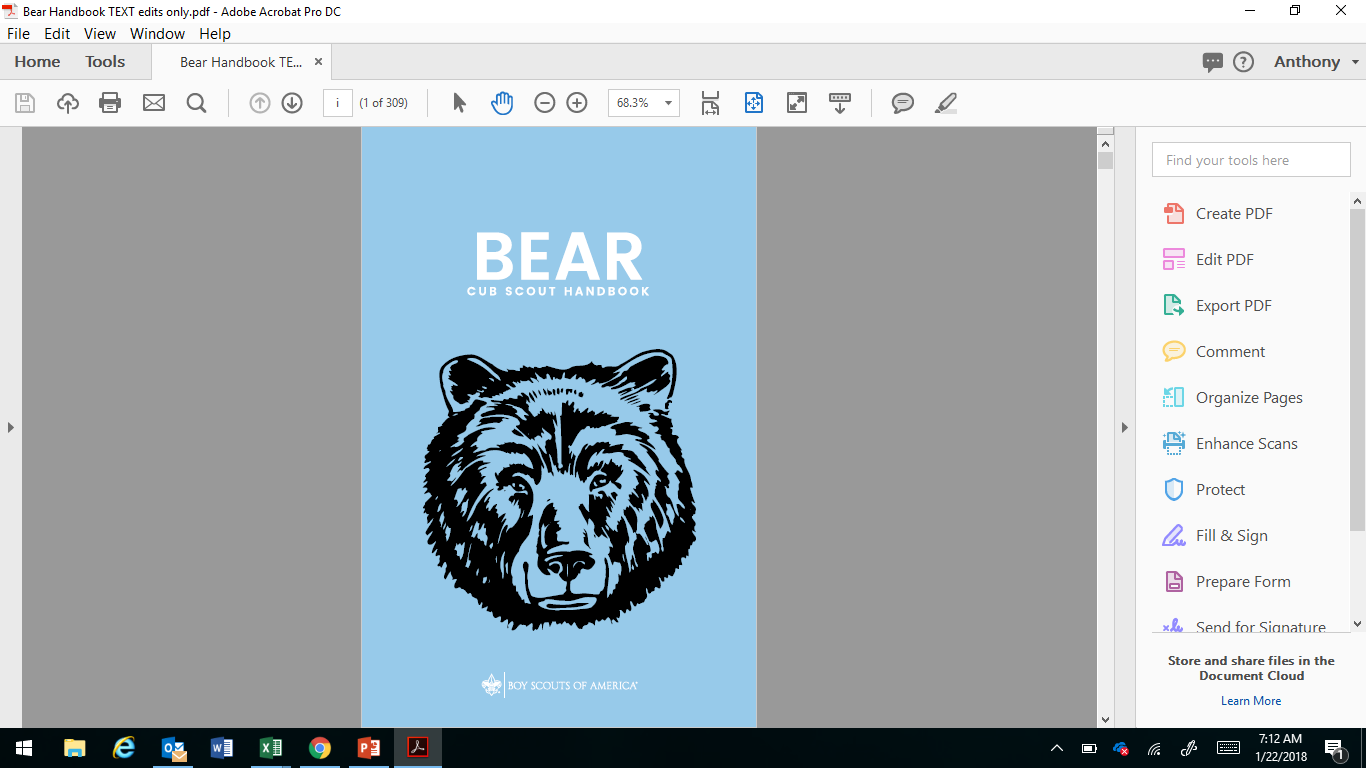 Bear Handbook TEXT edits only.pdf - Adobe Acrobat Pro DC
File Edit View Window Help
Home Tools Bear Handbook TE... × Anthony
i (1 of 309) 68.3%
BEAR
CUB SCOUT HANDBOOK
BOY SCOUTS OF AMERICA
Find your tools here
Create PDF
Edit PDF
Export PDF
Comment
Organize Pages
Enhance Scans
Protect
Fill & Sign
Prepare Form
Send for Signature
Store and share files in the
Document Cloud
Learn More
7:12 AM
1/22/2018
1